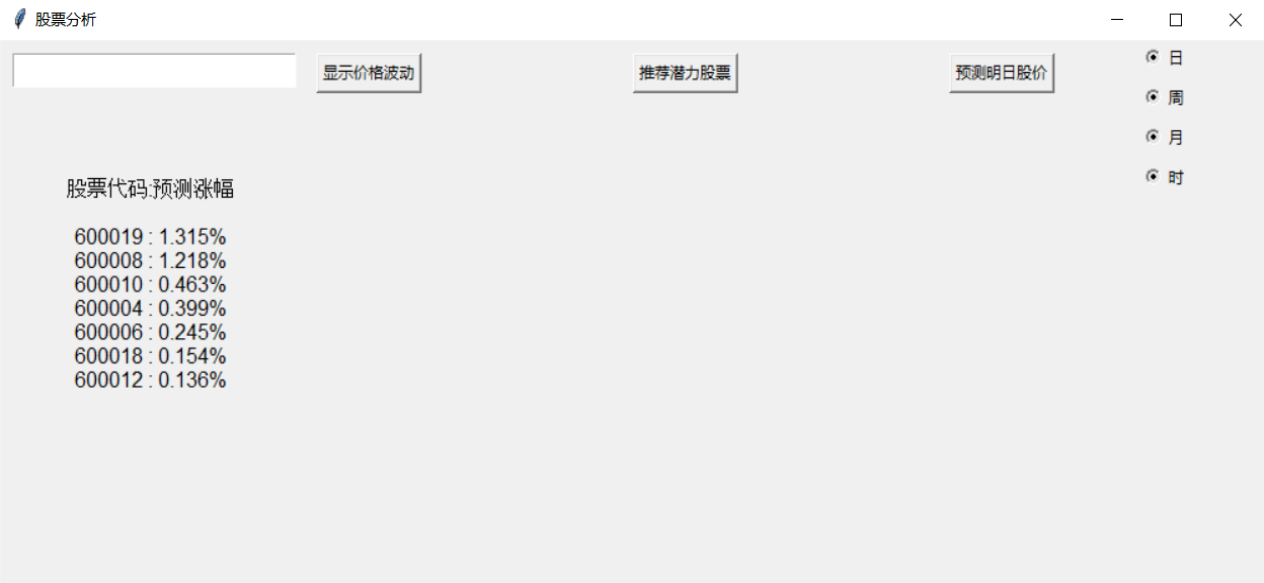 股票分析
显示价格波动
推荐潜力股票
预测明日股价
日
周
月
时
股票代码:预测涨幅
600019 : 1.315%
600008 : 1.218%
600010 : 0.463%
600004 : 0.399%
600006 : 0.245%
600018 : 0.154%
600012 : 0.136%